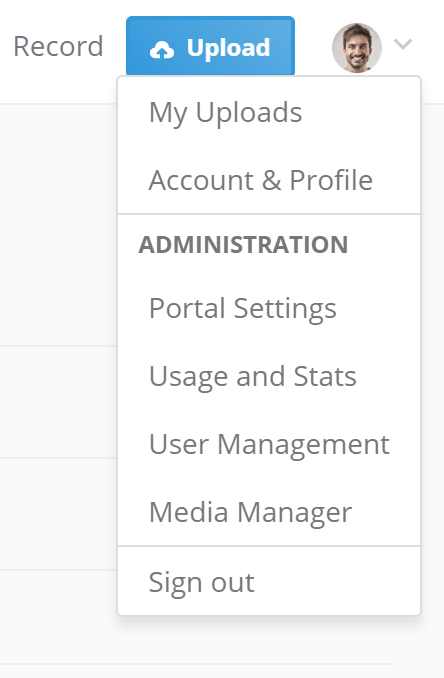 Record
Upload
My Uploads
Account & Profile
ADMINISTRATION
Portal Settings
Usage and Stats
User Management
Media Manager
Sign out